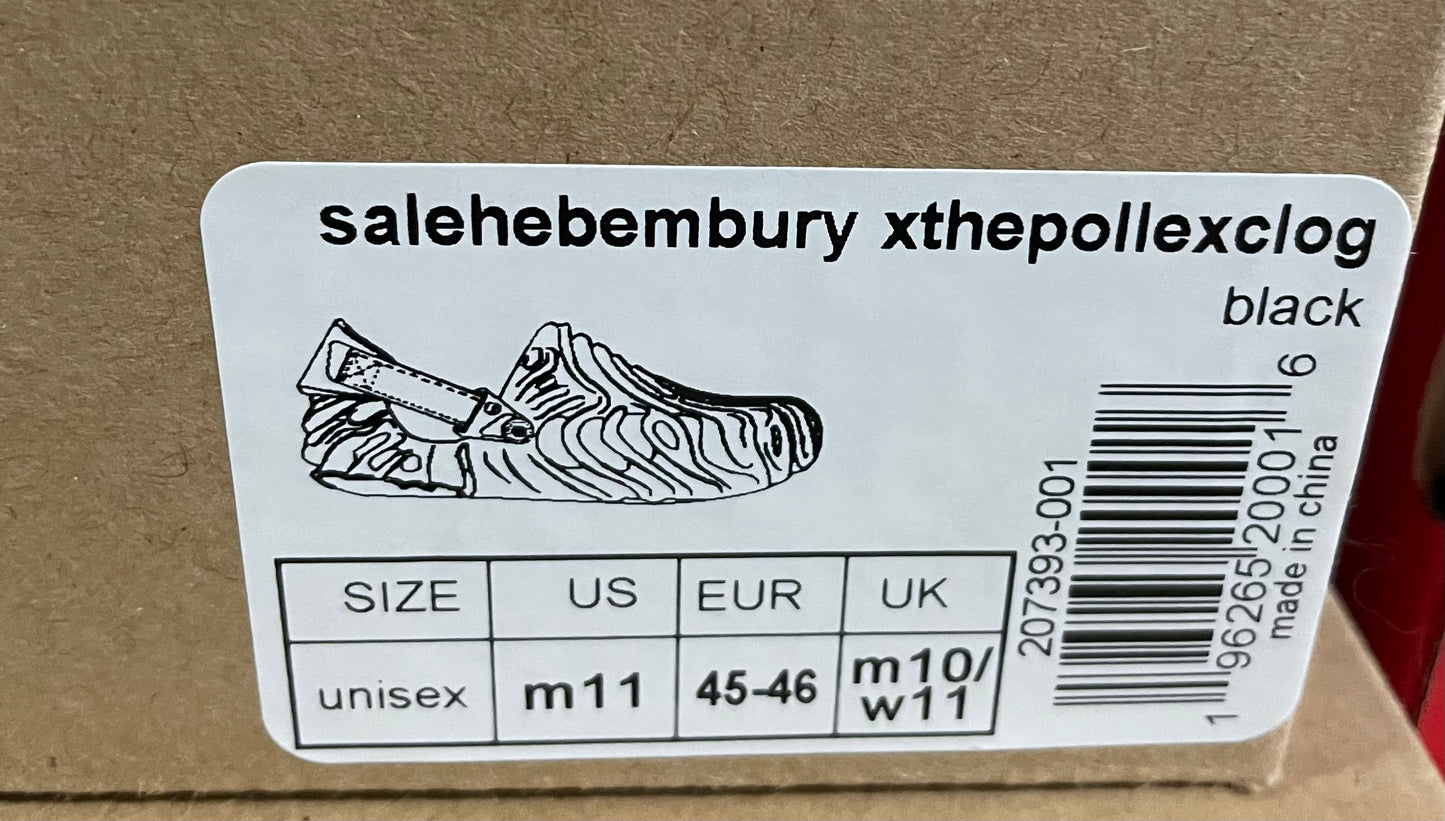 salehebembury xthepollexclog
black
SIZE US EUR UK
unisex m11 45-46 m10/
w11
207393-001
1 96265 20001 6
made in china